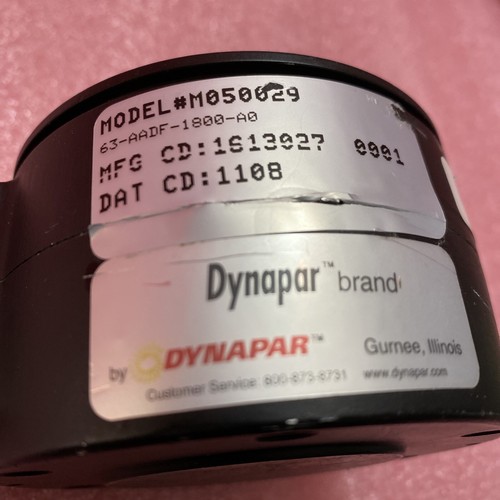 MODEL#M050029
63-AADF-1800-A0
MFG CD:1613027 0001
DAT CD:1108
Dynapar™ brand
by DYNAPAR™ Gurnee, Illinois
Customer Service: 800-873-8731 www.dynapar.com